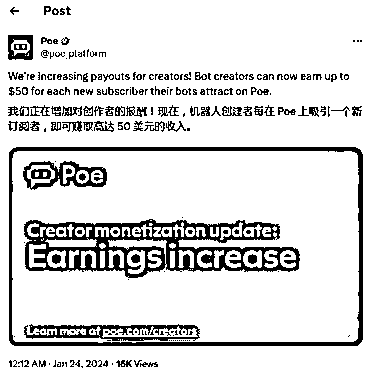 Post
Poe
@poe_platform
We're increasing payouts for creators! Bot creators can now earn up to
$50 for each new subscriber their bots attract on Poe.
我们正在增加对创作者的报酬！现在，机器人创建者每在 Poe 上吸引一个新
订阅者，即可赚取高达 50 美元的收入。
Poe
Creator monetization update:
Earnings increase
Learn more at poe.com/creators
12:12 AM · Jan 24, 2024 · 16K Views